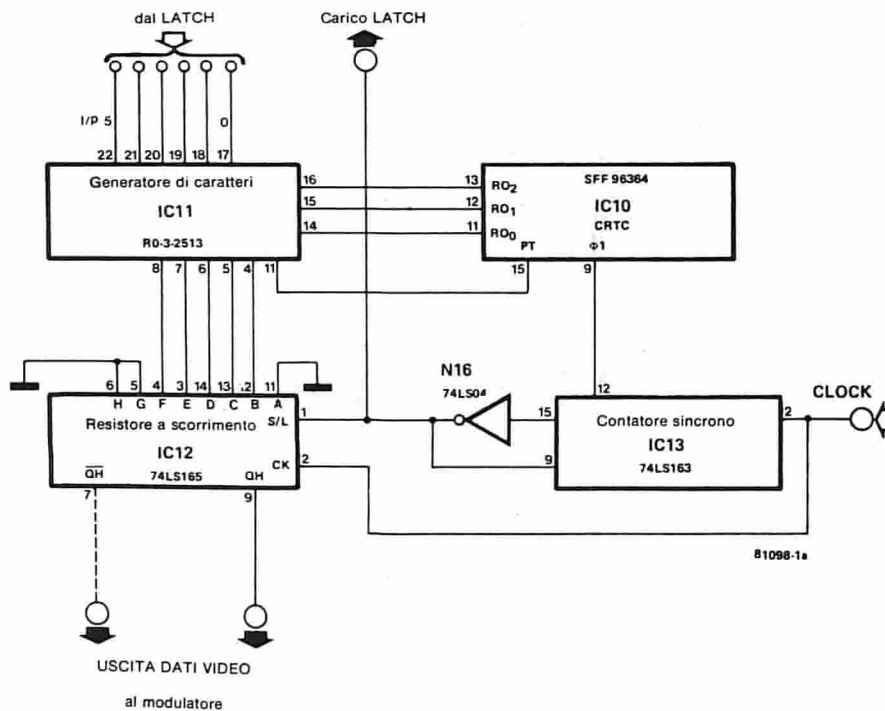 dal LATCH
Carico LATCH
I/P 5
0
22 21 20 19 18 17
Generatore di caratteri
IC11
R0-3-2513
16
15
14
8 7 6 5 4 11
13 RO2
12 RO1
11 RO0
SFF 96364
IC10
CRTC
PT Φ1
15 9
6 5 4 3 14 13 12 11
H G F E D C B A
S/L
Resistore a scorrimento
IC12
CK
74LS165
QH QH
7 9
1
2
N16
74LS04
15
9
12
Contatore sincrono
IC13
74LS163
2
CLOCK
81098-1a
USCITA DATI VIDEO
al modulatore